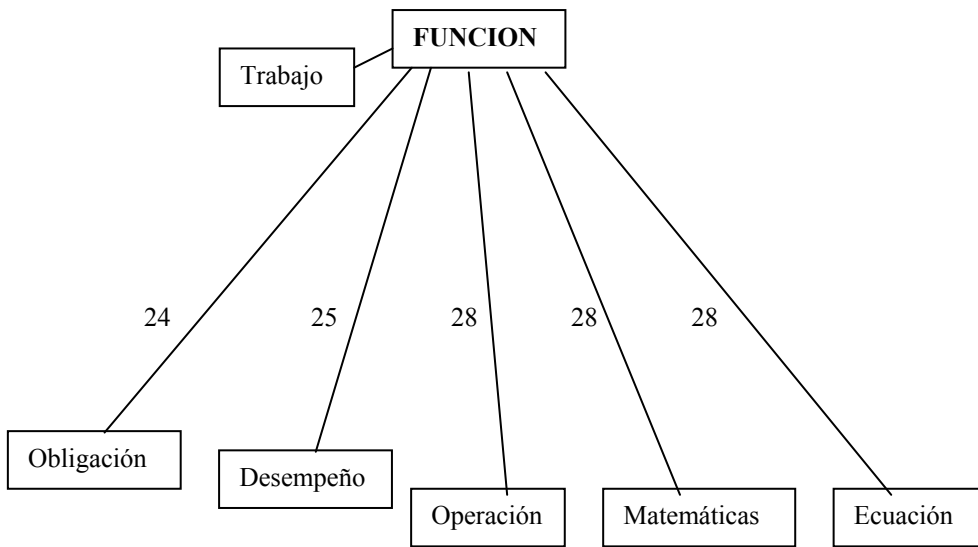 FUNCION
Trabajo
24 25 28 28 28
Obligación
Desempeño
Operación Matemáticas Ecuación